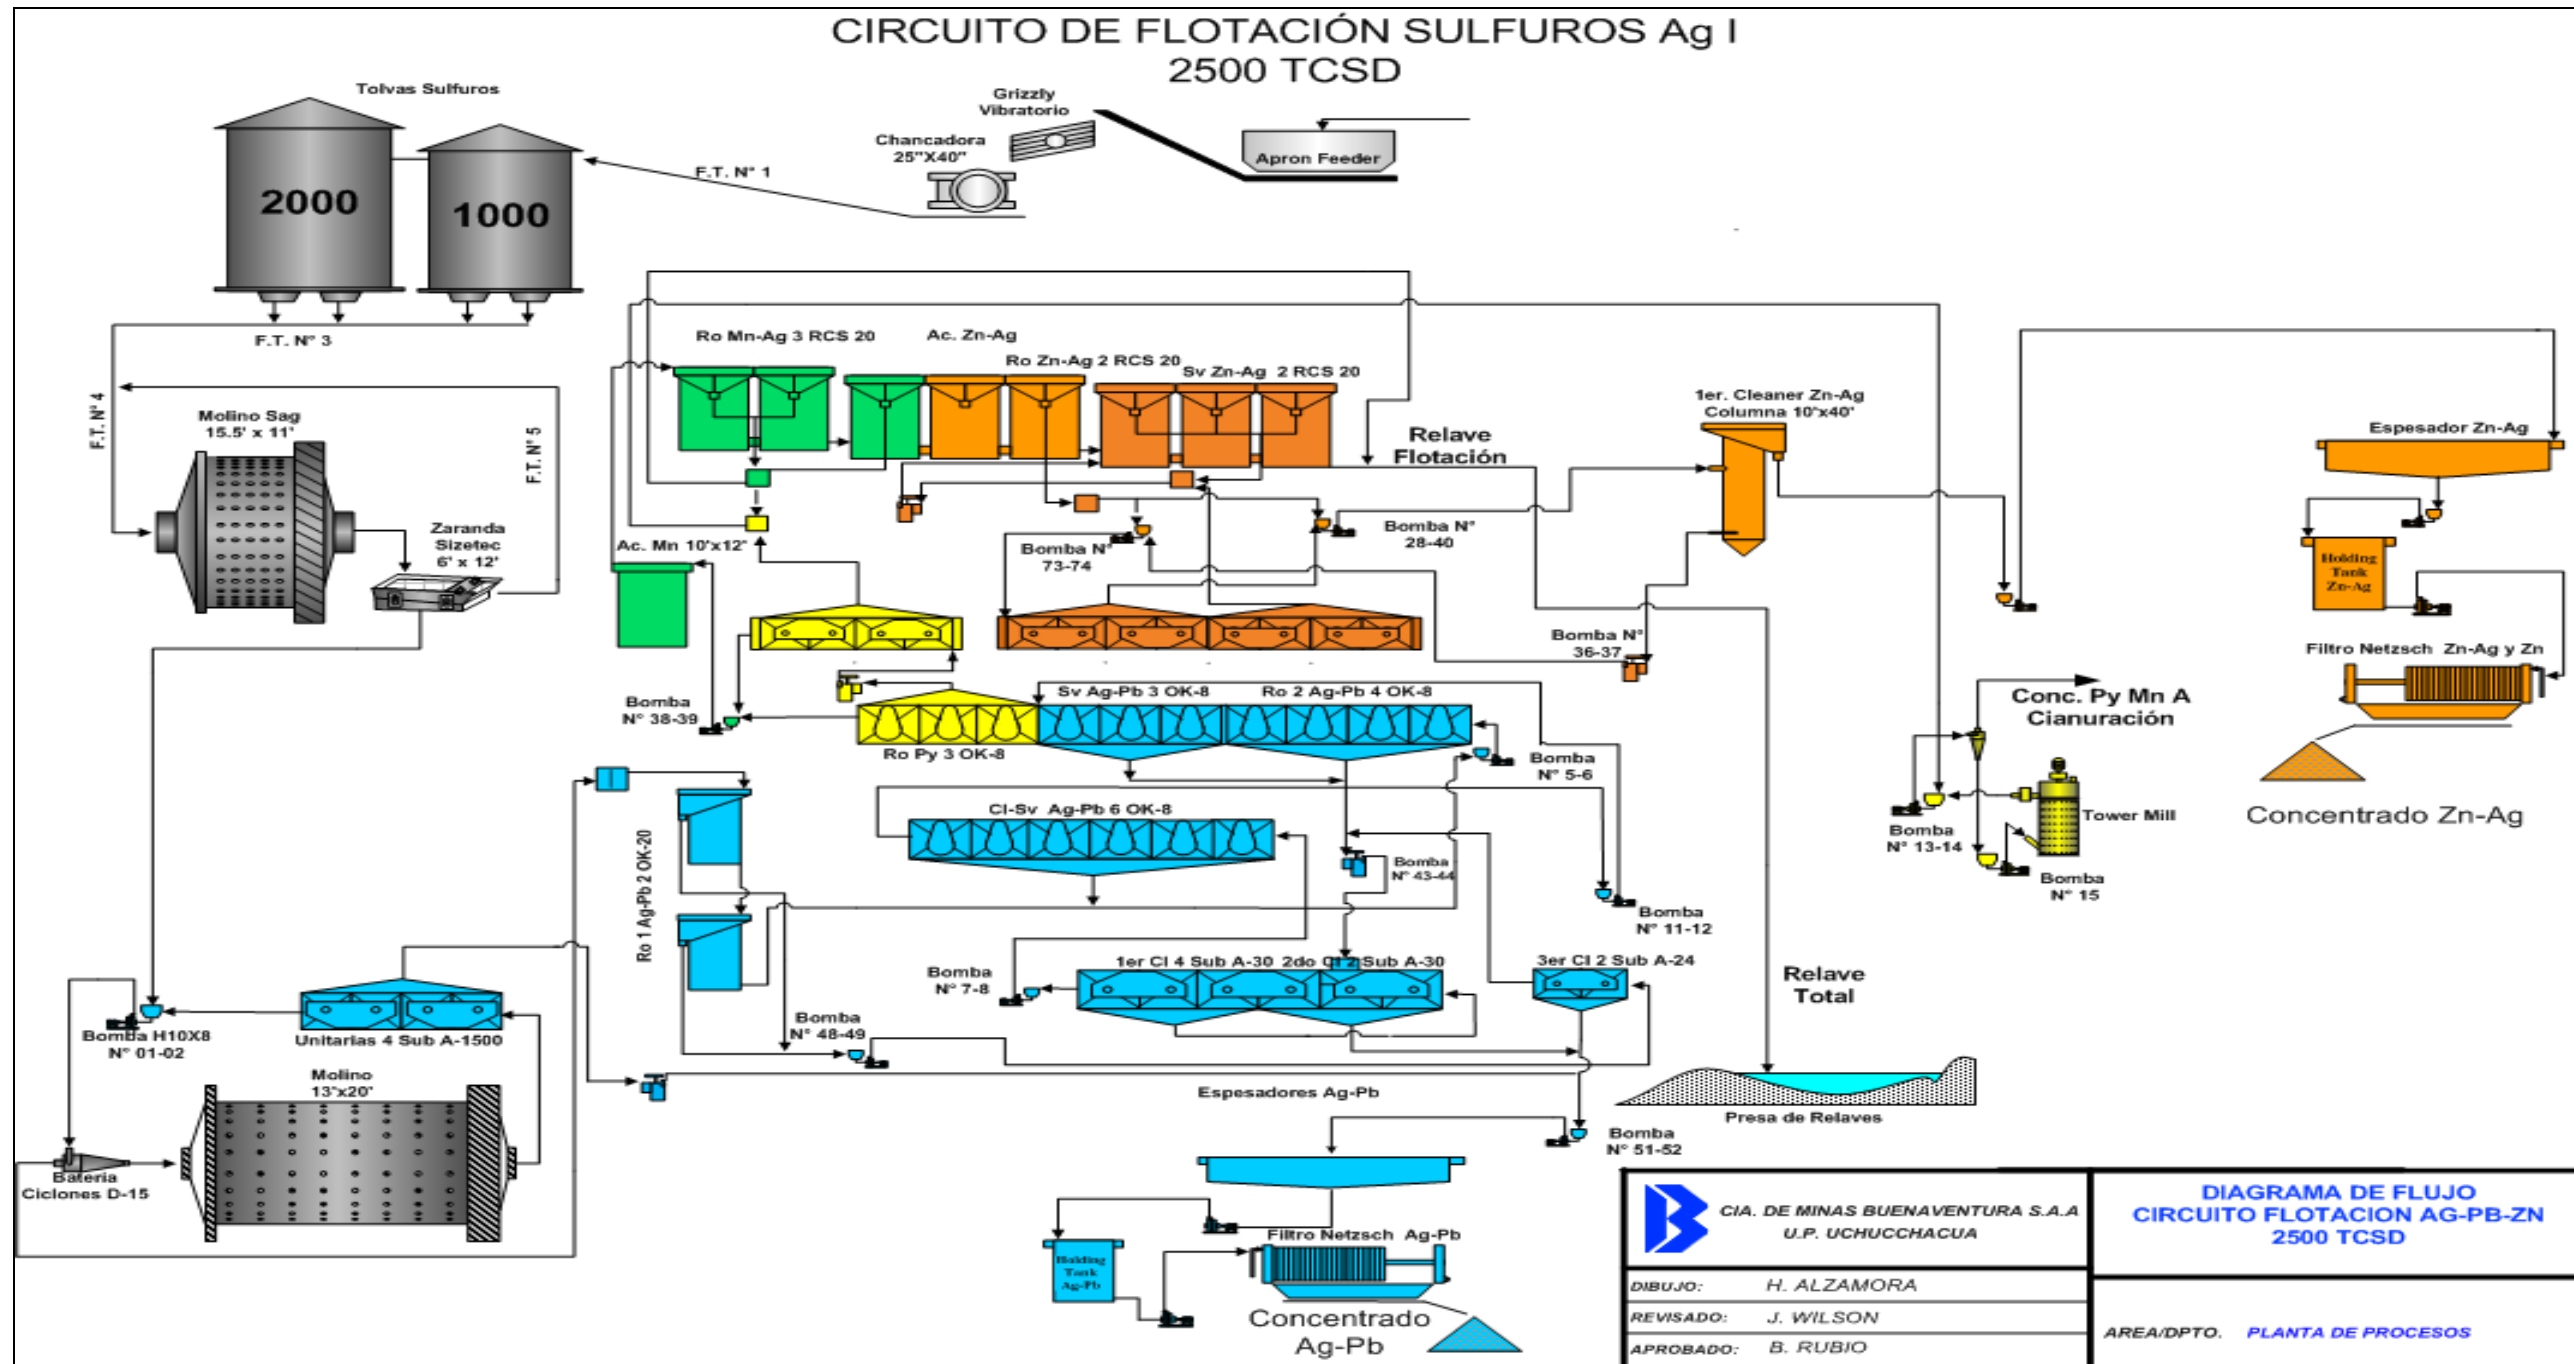 CIRCUITO DE FLOTACIÓN SULFUROS Ag I
2500 TCSD
Tolvas Sulfuros
2000
1000
F.T. N° 1
Chancadora
25"X40"
Grizzly
Vibratorio
Apron Feeder
F.T. N° 3
F.T. N° 4
F.T. N° 5
Molino Sag
15.5' x 11'
Zaranda
Sizetec
6' x 12'
Ro Mn-Ag 3 RCS 20
Ac. Zn-Ag
Ro Zn-Ag 2 RCS 20
Sv Zn-Ag 2 RCS 20
Relave
Flotación
1er. Cleaner Zn-Ag
Columna 10'x40'
Espesador Zn-Ag
Holding
Tank
Zn-Ag
Filtro Netzsch Zn-Ag y Zn
Concentrado Zn-Ag
Ac. Mn 10'x12'
Bomba N°
73-74
Bomba N°
28-40
Bomba N°
36-37
Bomba
N° 38-39
Sv Ag-Pb 3 OK-8
Ro 2 Ag-Pb 4 OK-8
Ro Py 3 OK-8
Bomba
N° 5-6
Conc. Py Mn A
Cianuración
Bomba
N° 13-14
Tower Mill
Bomba
N° 15
Cl-Sv Ag-Pb 6 OK-8
Ro 1 Ag-Pb 2 OK-20
Bomba
N° 43-44
Bomba
N° 11-12
Bomba
N° 7-8
1er Cl 4 Sub A-30 2do Cl 2 Sub A-30
3er Cl 2 Sub A-24
Relave
Total
Bomba
N° 48-49
Bomba H10X8
N° 01-02
Unitarias 4 Sub A-1500
Molino
13'x20'
Bateria
Ciclones D-15
Espesadores Ag-Pb
Presa de Relaves
Bomba
N° 51-52
Holding
Tank
Ag-Pb
Filtro Netzsch Ag-Pb
Concentrado
Ag-Pb
CIA. DE MINAS BUENAVENTURA S.A.A
U.P. UCHUCCHACUA
DIAGRAMA DE FLUJO
CIRCUITO FLOTACION AG-PB-ZN
2500 TCSD
DIBUJO: H. ALZAMORA
REVISADO: J. WILSON
APROBADO: B. RUBIO
AREA/DPTO. PLANTA DE PROCESOS